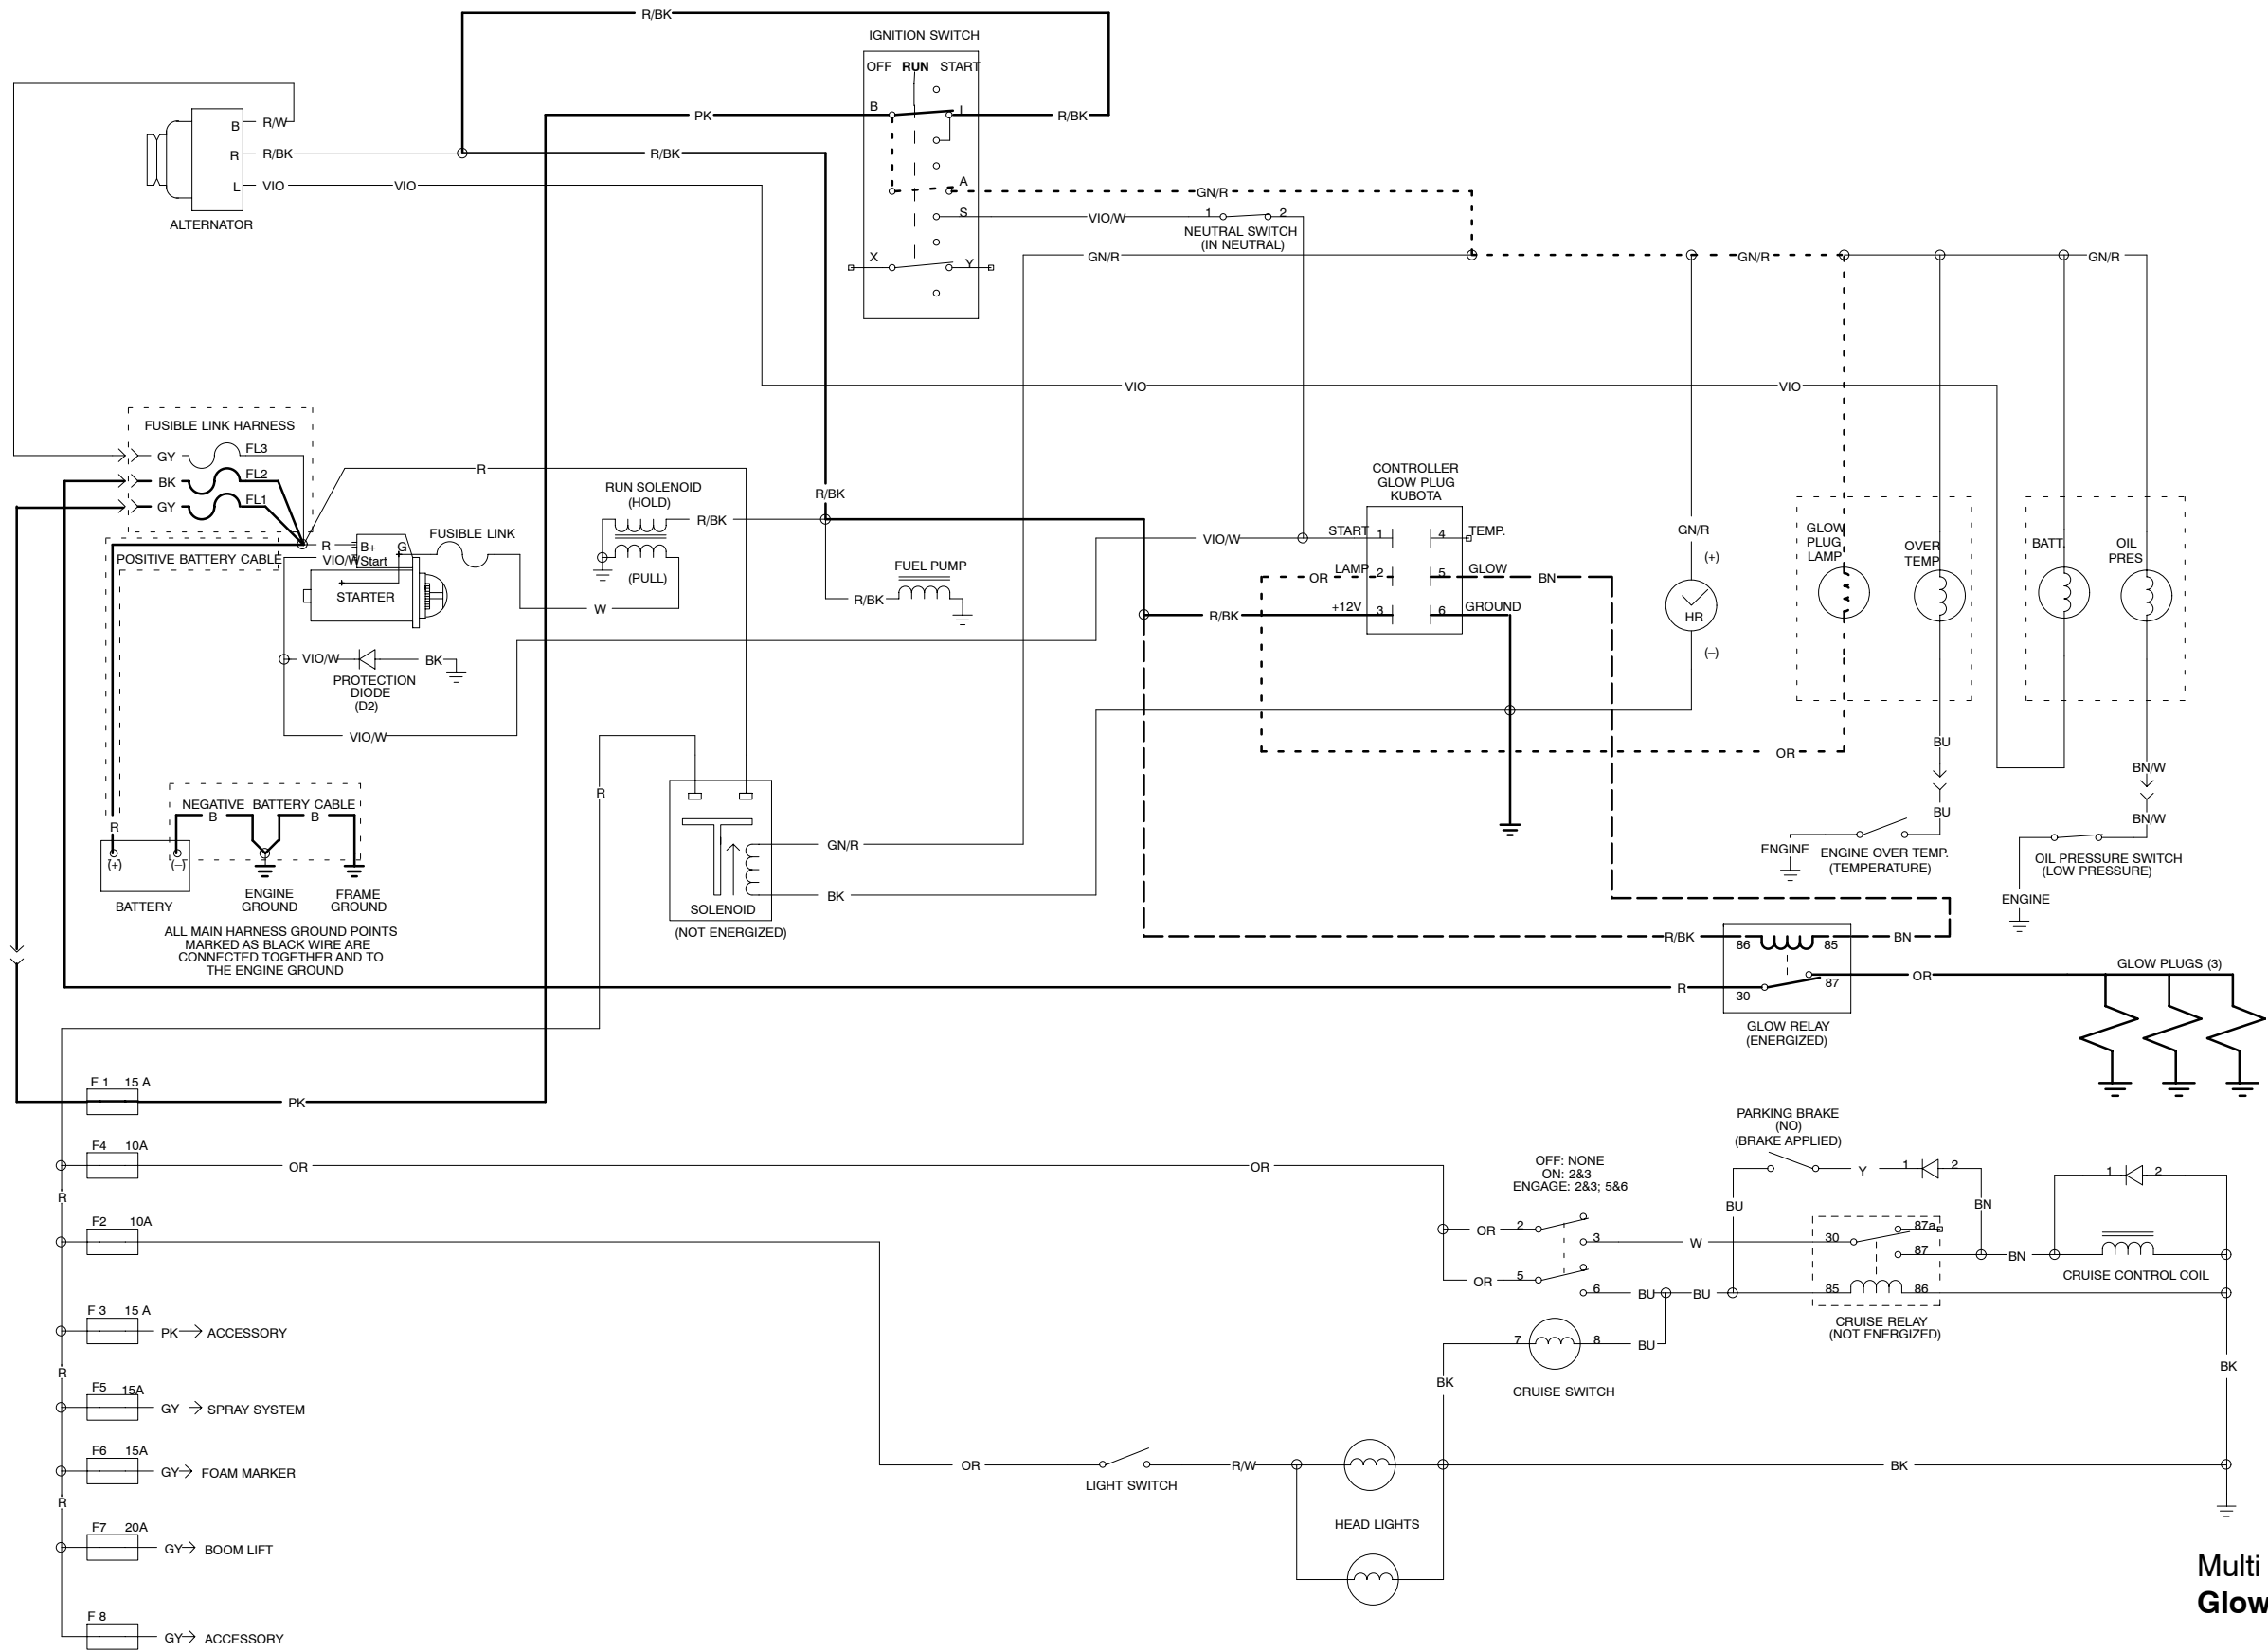 R/BK
IGNITION SWITCH
OFF RUN START
B
I
PK
R/BK
ALTERNATOR
B R/W
R R/BK
R/BK
L VIO
VIO
A
GN/R
S
VIO/W
1 2
NEUTRAL SWITCH
(IN NEUTRAL)
X
Y
GN/R
GN/R
GN/R
VIO
VIO
FUSIBLE LINK HARNESS
GY FL3
BK FL2
GY FL1
R
POSITIVE BATTERY CABLE
R B+ G
VIO/W Start
STARTER
FUSIBLE LINK
RUN SOLENOID
(HOLD)
R/BK
(PULL)
W
R/BK
FUEL PUMP
R/BK
VIO/W BK
PROTECTION
DIODE
(D2)
VIO/W
CONTROLLER
GLOW PLUG
KUBOTA
VIO/W START 1 4 TEMP.
OR LAMP 2 5 GLOW BN
R/BK +12V 3 6 GROUND
GN/R
(+)
HR
(–)
GLOW
PLUG
LAMP
OVER
TEMP
BATT.
OIL
PRES
OR
BU
BU
BN/W
BN/W
ENGINE
ENGINE OVER TEMP.
(TEMPERATURE)
OIL PRESSURE SWITCH
(LOW PRESSURE)
ENGINE
R
NEGATIVE BATTERY CABLE
B B
R
(+) (–)
BATTERY
ENGINE
GROUND
FRAME
GROUND
ALL MAIN HARNESS GROUND POINTS
MARKED AS BLACK WIRE ARE
CONNECTED TOGETHER AND TO
THE ENGINE GROUND
GN/R
BK
SOLENOID
(NOT ENERGIZED)
R/BK 86 85 BN
R 30 87 OR
GLOW RELAY
(ENERGIZED)
GLOW PLUGS (3)
F 1 15 A
PK
F4 10A
OR
OR
R
F2 10A
F 3 15 A
PK ACCESSORY
R
F5 15A
GY SPRAY SYSTEM
F6 15A
GY FOAM MARKER
R
F7 20A
GY BOOM LIFT
F 8
GY ACCESSORY
OFF: NONE
ON: 2&3
ENGAGE: 2&3; 5&6
OR 2
3 W
OR 5
6 BU BU
7 8 BU
CRUISE SWITCH
BK
PARKING BRAKE
(NO)
(BRAKE APPLIED)
Y 1 2
BU
BN
1 2
30 87a
87 BN
85 86
CRUISE RELAY
(NOT ENERGIZED)
CRUISE CONTROL COIL
BK
OR
LIGHT SWITCH
R/W
BK
HEAD LIGHTS
Multi
Glow